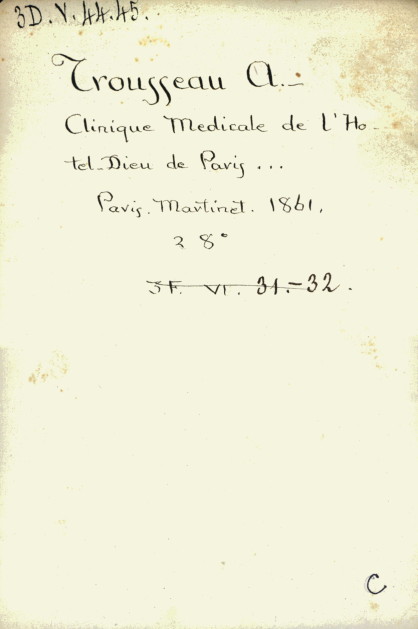 3D.V.44.45.
Trousseau A.-
Clinique Medicale de l'Ho-
tel-Dieu de Paris ...
Paris. Martinet. 1861.
2 8°
3F. VI. 31.-32.
C